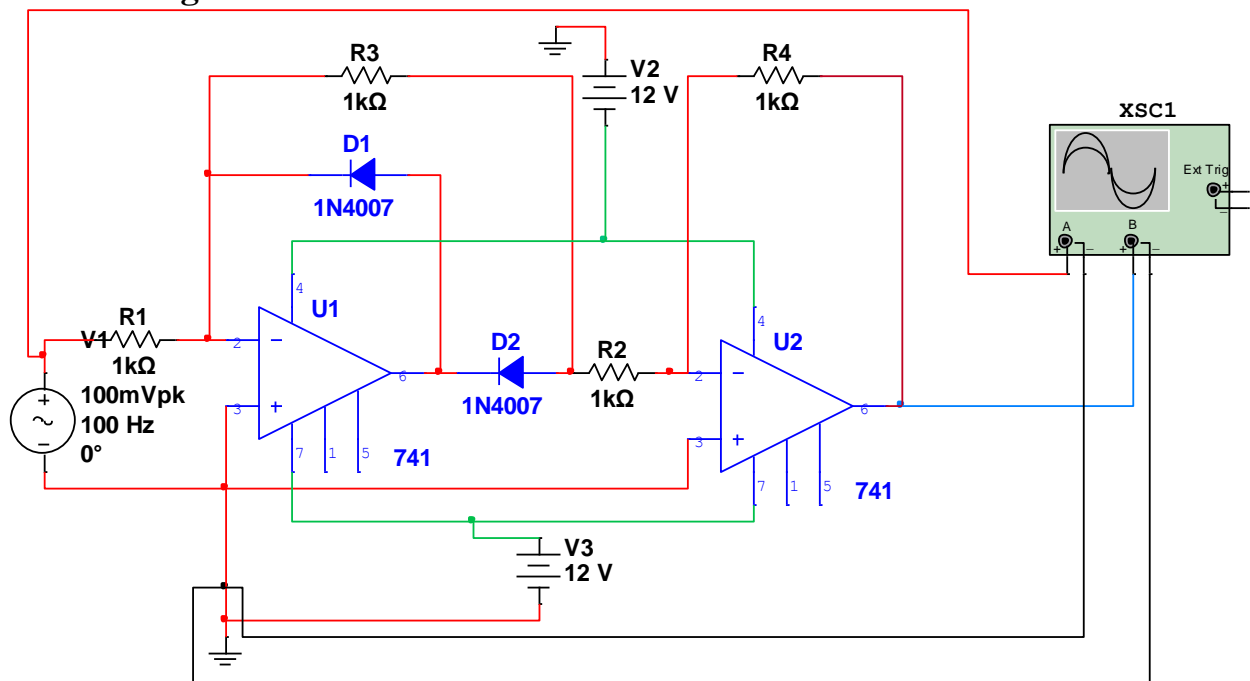 g
R3
1kΩ
D1
1N4007
V2
12 V
R4
1kΩ
XSC1
Ext Trig
+
–
A
B
+ –
+ –
4
U1
2
–
3
+
6
7
1
5
741
V1
R1
1kΩ
100mVpk
100 Hz
0°
+
–
D2
1N4007
R2
1kΩ
4
U2
2
–
3
+
6
7
1
5
741
V3
12 V